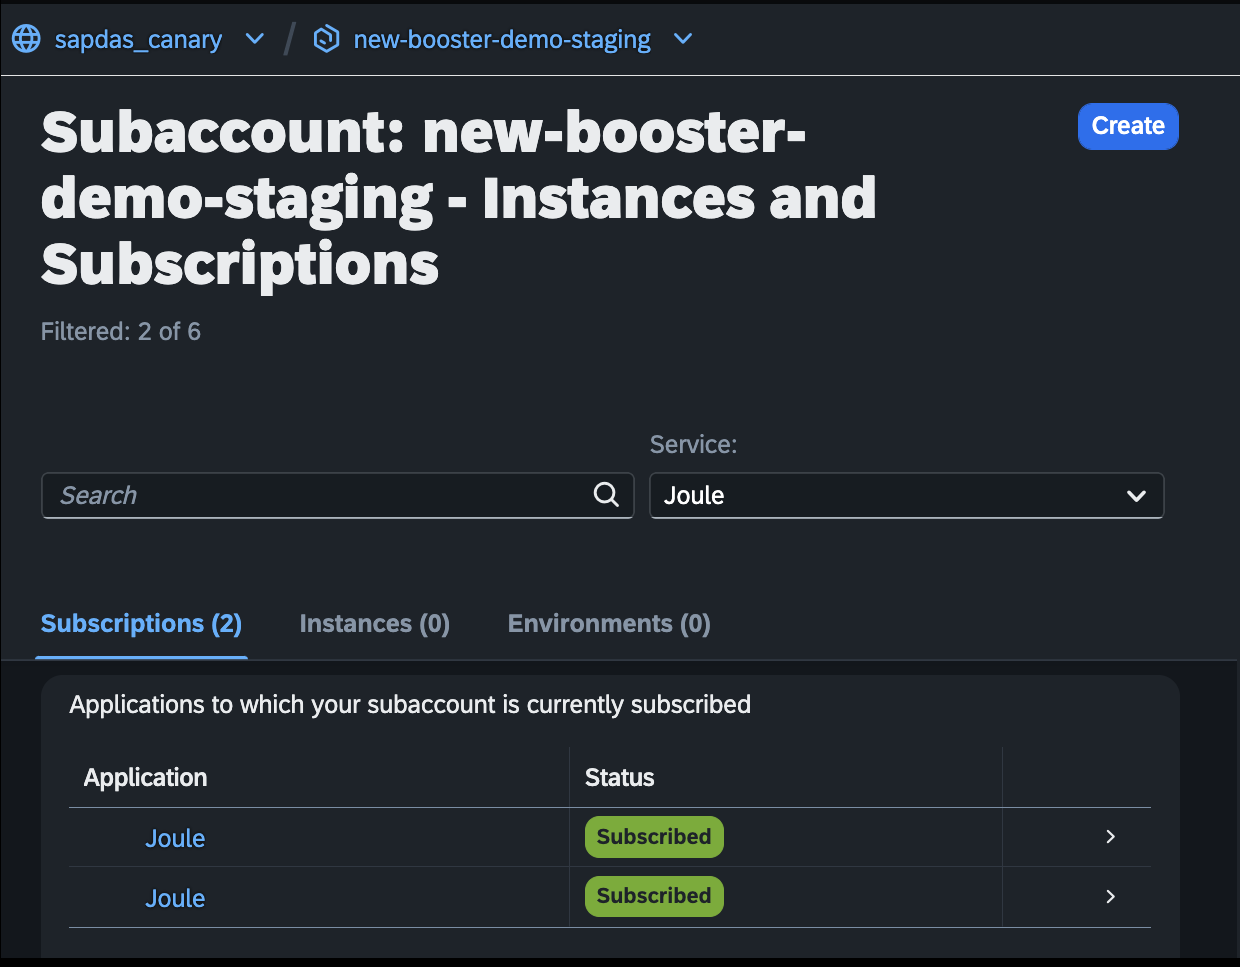 sapdas_canary / new-booster-demo-staging
Subaccount: new-booster-
demo-staging - Instances and
Subscriptions
Create
Filtered: 2 of 6
Service:
Search
Joule
Subscriptions (2) Instances (0) Environments (0)
Applications to which your subaccount is currently subscribed
Application Status
Joule Subscribed
Joule Subscribed